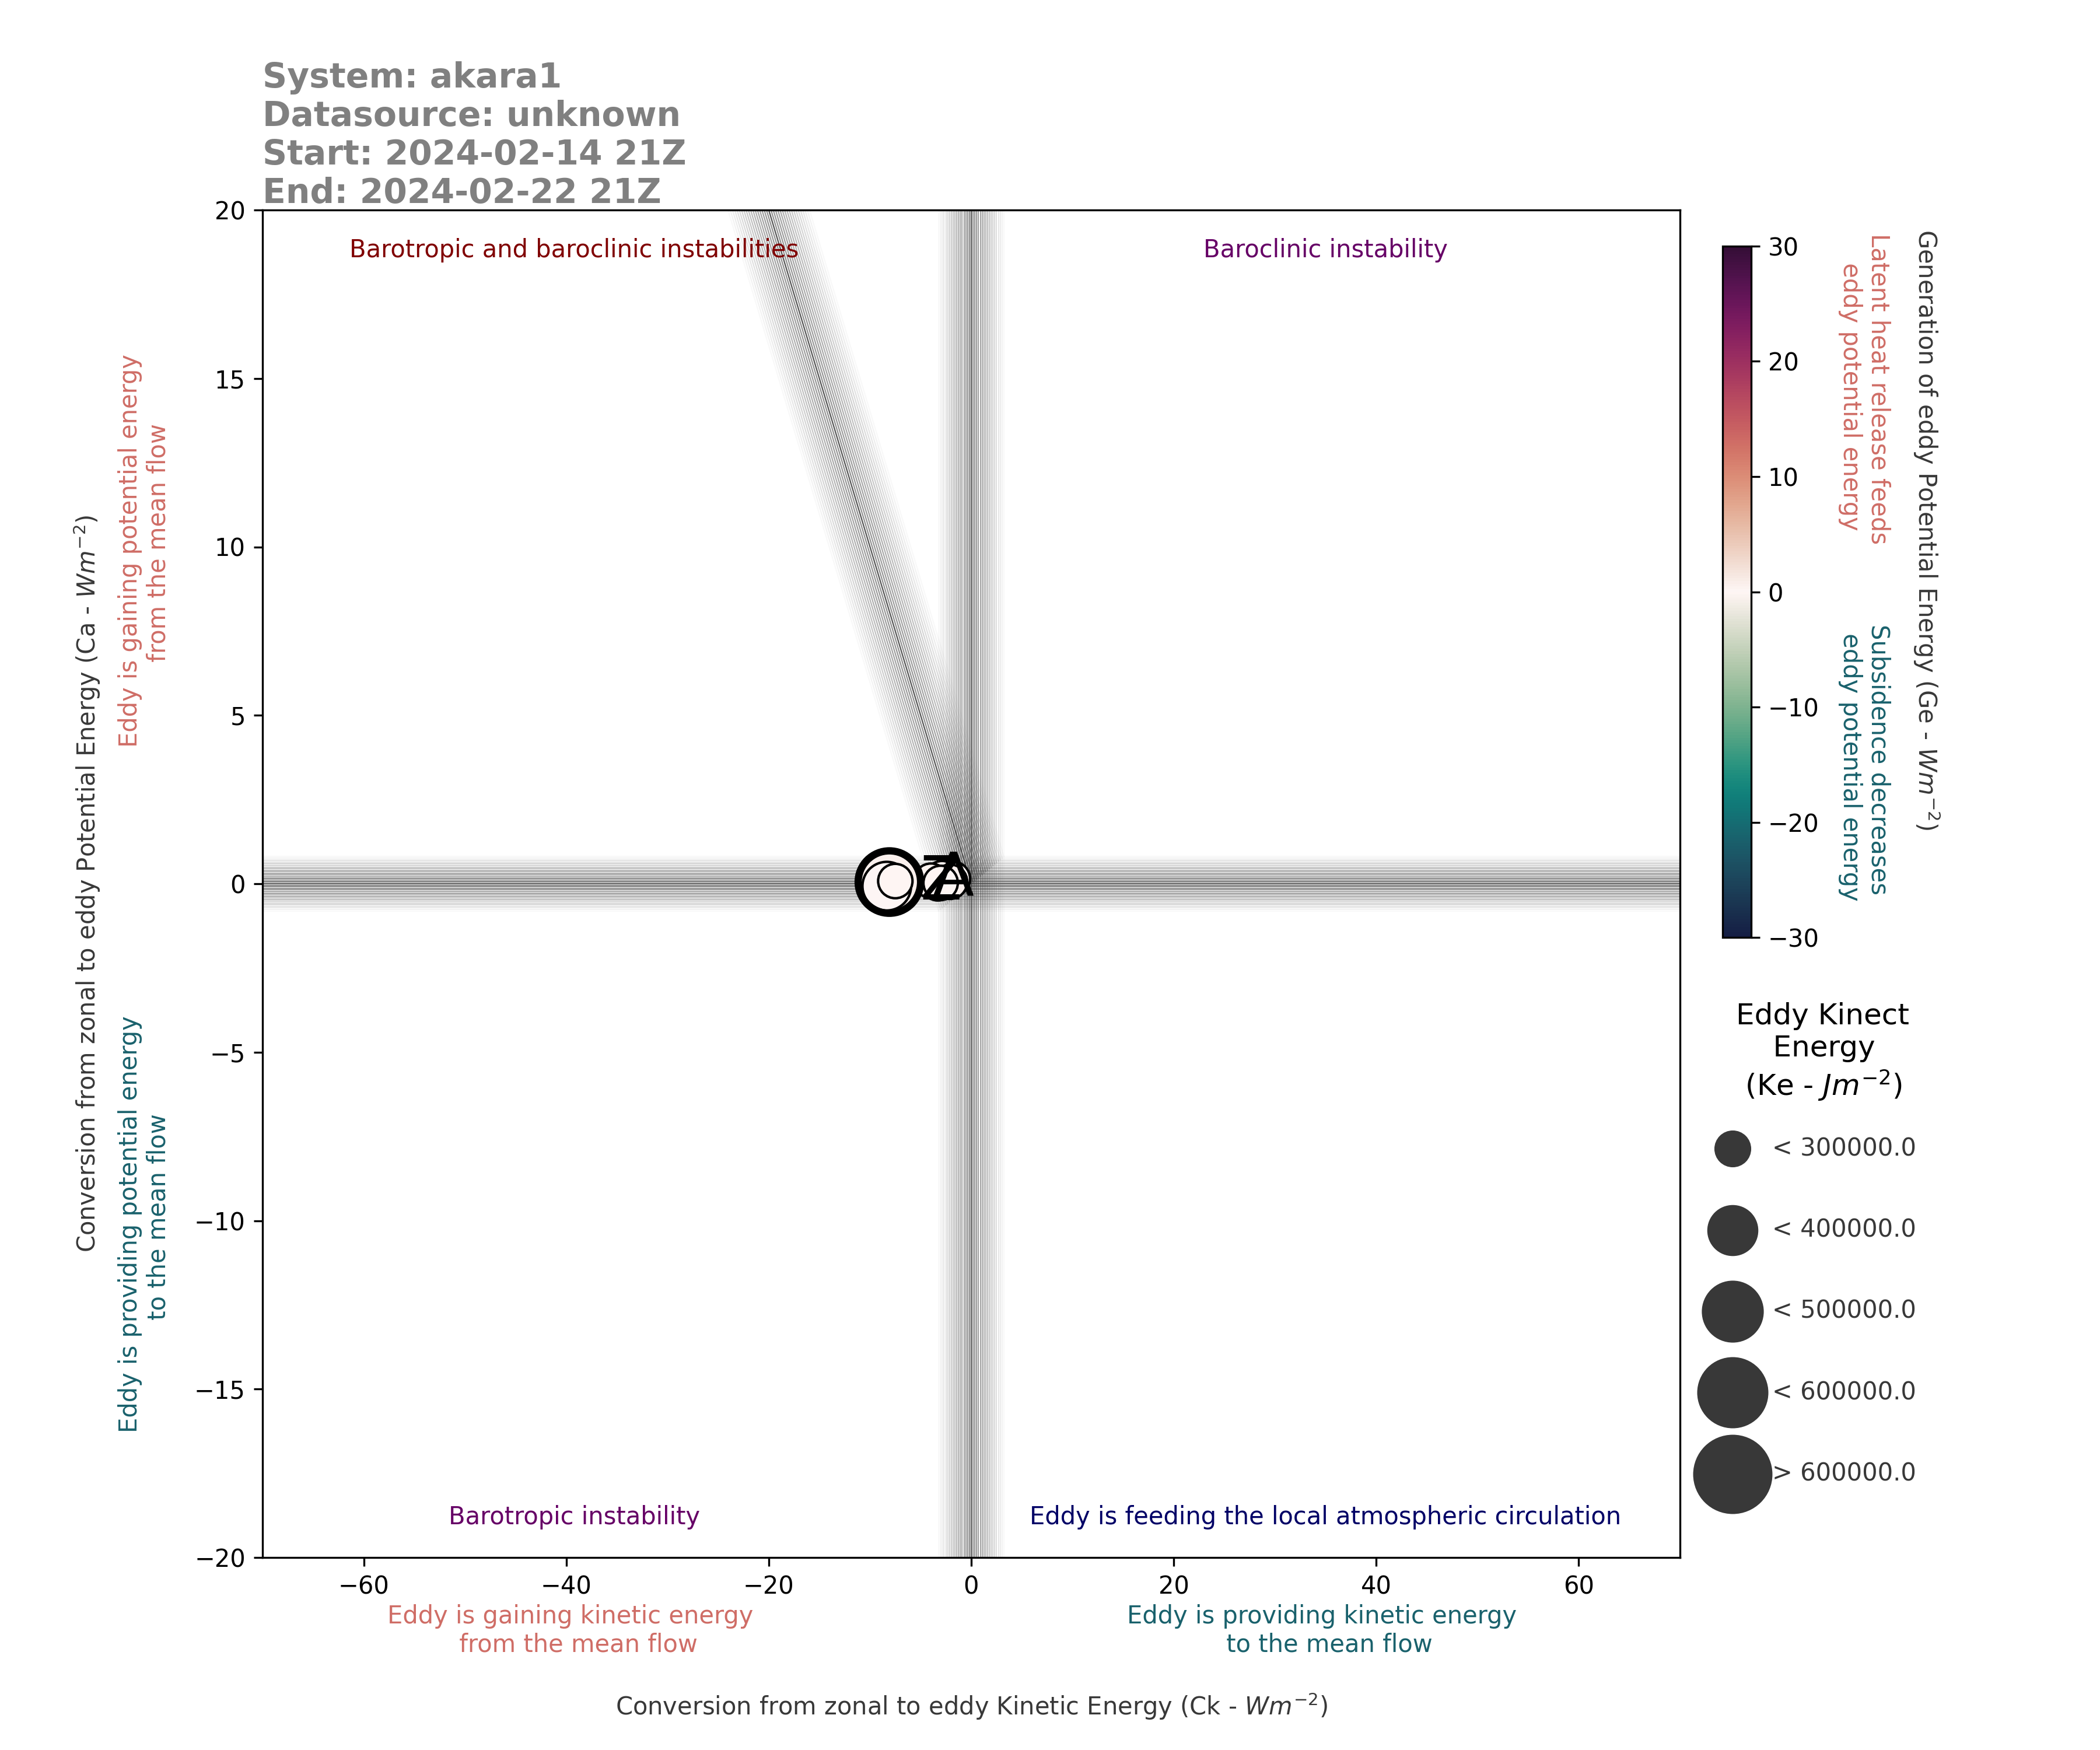 System: akara1
Datasource: unknown
Start: 2024-02-14 21Z
End: 2024-02-22 21Z
Barotropic and baroclinic instabilities
Baroclinic instability
Barotropic instability
Eddy is feeding the local atmospheric circulation
A
Z
20
15
10
5
0
−5
−10
−15
−20
−60
−40
−20
0
20
40
60
Conversion from zonal to eddy Potential Energy (Ca - Wm⁻²)
Eddy is gaining potential energy
from the mean flow
Eddy is providing potential energy
to the mean flow
Eddy is gaining kinetic energy
from the mean flow
Eddy is providing kinetic energy
to the mean flow
Conversion from zonal to eddy Kinetic Energy (Ck - Wm⁻²)
30
20
10
0
−10
−20
−30
Latent heat release feeds
eddy potential energy
Subsidence decreases
eddy potential energy
Generation of eddy Potential Energy (Ge - Wm⁻²)
Eddy Kinect
Energy
(Ke - Jm⁻²)
< 300000.0
< 400000.0
< 500000.0
< 600000.0
> 600000.0